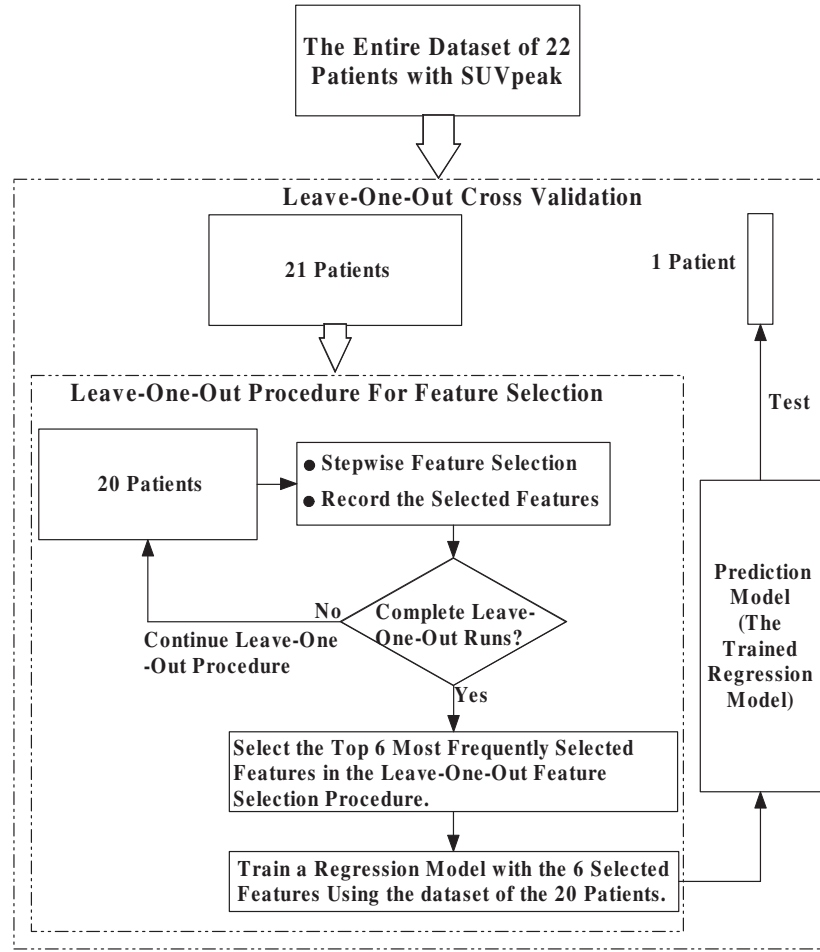 The Entire Dataset of 22
Patients with SUVpeak
Leave-One-Out Cross Validation
21 Patients
1 Patient
Leave-One-Out Procedure For Feature Selection
Test
20 Patients
● Stepwise Feature Selection
● Record the Selected Features
No
Complete Leave-
One-Out Runs?
Continue Leave-One
-Out Procedure
Yes
Prediction
Model
(The
Trained
Regression
Model)
Select the Top 6 Most Frequently Selected
Features in the Leave-One-Out Feature
Selection Procedure.
Train a Regression Model with the 6 Selected
Features Using the dataset of the 20 Patients.